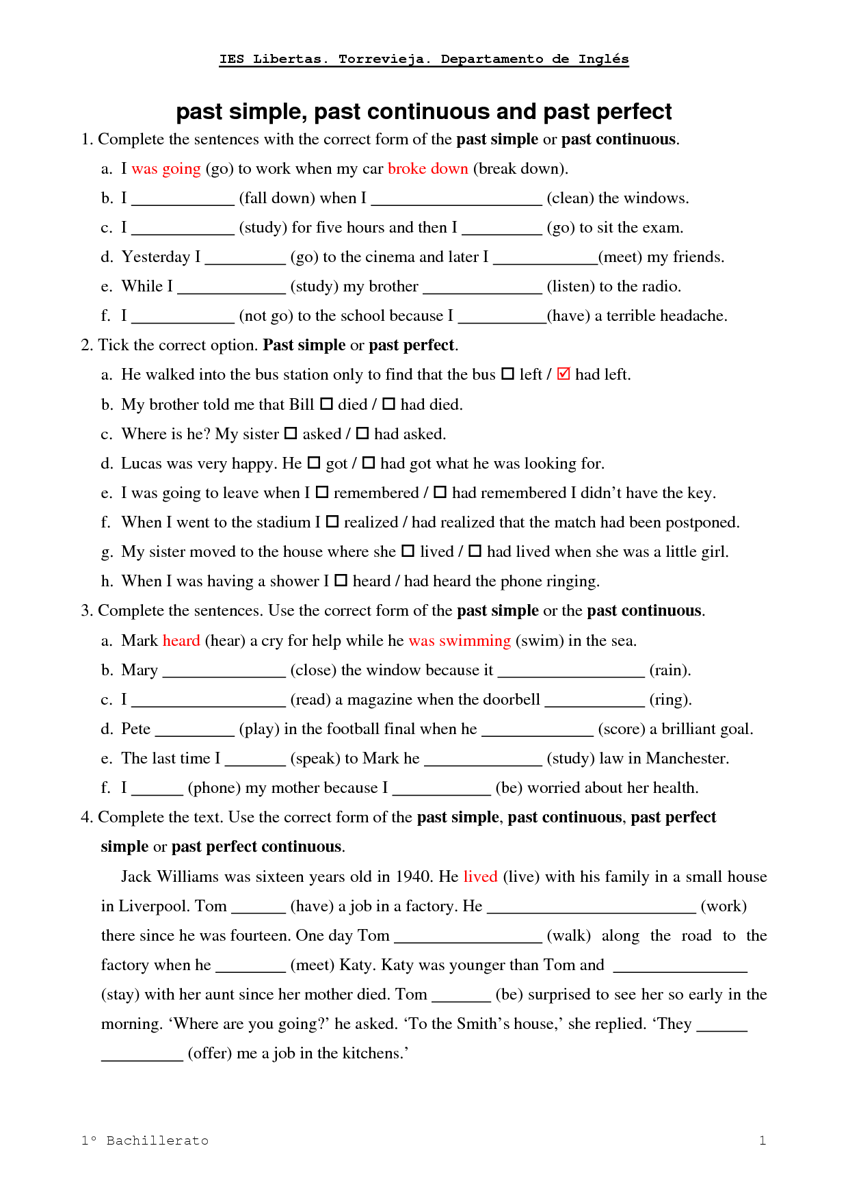 IES Libertas. Torrevieja. Departamento de Inglés
past simple, past continuous and past perfect
1. Complete the sentences with the correct form of the past simple or past continuous.
a. I was going (go) to work when my car broke down (break down).
b. I ____________ (fall down) when I ____________________ (clean) the windows.
c. I ____________ (study) for five hours and then I _________ (go) to sit the exam.
d. Yesterday I _________ (go) to the cinema and later I ____________(meet) my friends.
e. While I ____________ (study) my brother ______________ (listen) to the radio.
f. I ____________ (not go) to the school because I __________(have) a terrible headache.
2. Tick the correct option. Past simple or past perfect.
a. He walked into the bus station only to find that the bus ☐ left / ☑ had left.
b. My brother told me that Bill ☐ died / ☐ had died.
c. Where is he? My sister ☐ asked / ☐ had asked.
d. Lucas was very happy. He ☐ got / ☐ had got what he was looking for.
e. I was going to leave when I ☐ remembered / ☐ had remembered I didn’t have the key.
f. When I went to the stadium I ☐ realized / had realized that the match had been postponed.
g. My sister moved to the house where she ☐ lived / ☐ had lived when she was a little girl.
h. When I was having a shower I ☐ heard / had heard the phone ringing.
3. Complete the sentences. Use the correct form of the past simple or the past continuous.
a. Mark heard (hear) a cry for help while he was swimming (swim) in the sea.
b. Mary ______________ (close) the window because it _________________ (rain).
c. I __________________ (read) a magazine when the doorbell ____________ (ring).
d. Pete _________ (play) in the football final when he _____________ (score) a brilliant goal.
e. The last time I _______ (speak) to Mark he ______________ (study) law in Manchester.
f. I ______ (phone) my mother because I ___________ (be) worried about her health.
4. Complete the text. Use the correct form of the past simple, past continuous, past perfect
simple or past perfect continuous.
Jack Williams was sixteen years old in 1940. He lived (live) with his family in a small house
in Liverpool. Tom ______ (have) a job in a factory. He ________________________ (work)
there since he was fourteen. One day Tom _________________ (walk) along the road to the
factory when he ________ (meet) Katy. Katy was younger than Tom and ________________
(stay) with her aunt since her mother died. Tom _______ (be) surprised to see her so early in the
morning. ‘Where are you going?’ he asked. ‘To the Smith’s house,’ she replied. ‘They ______
__________ (offer) me a job in the kitchens.’
1º Bachillerato 1